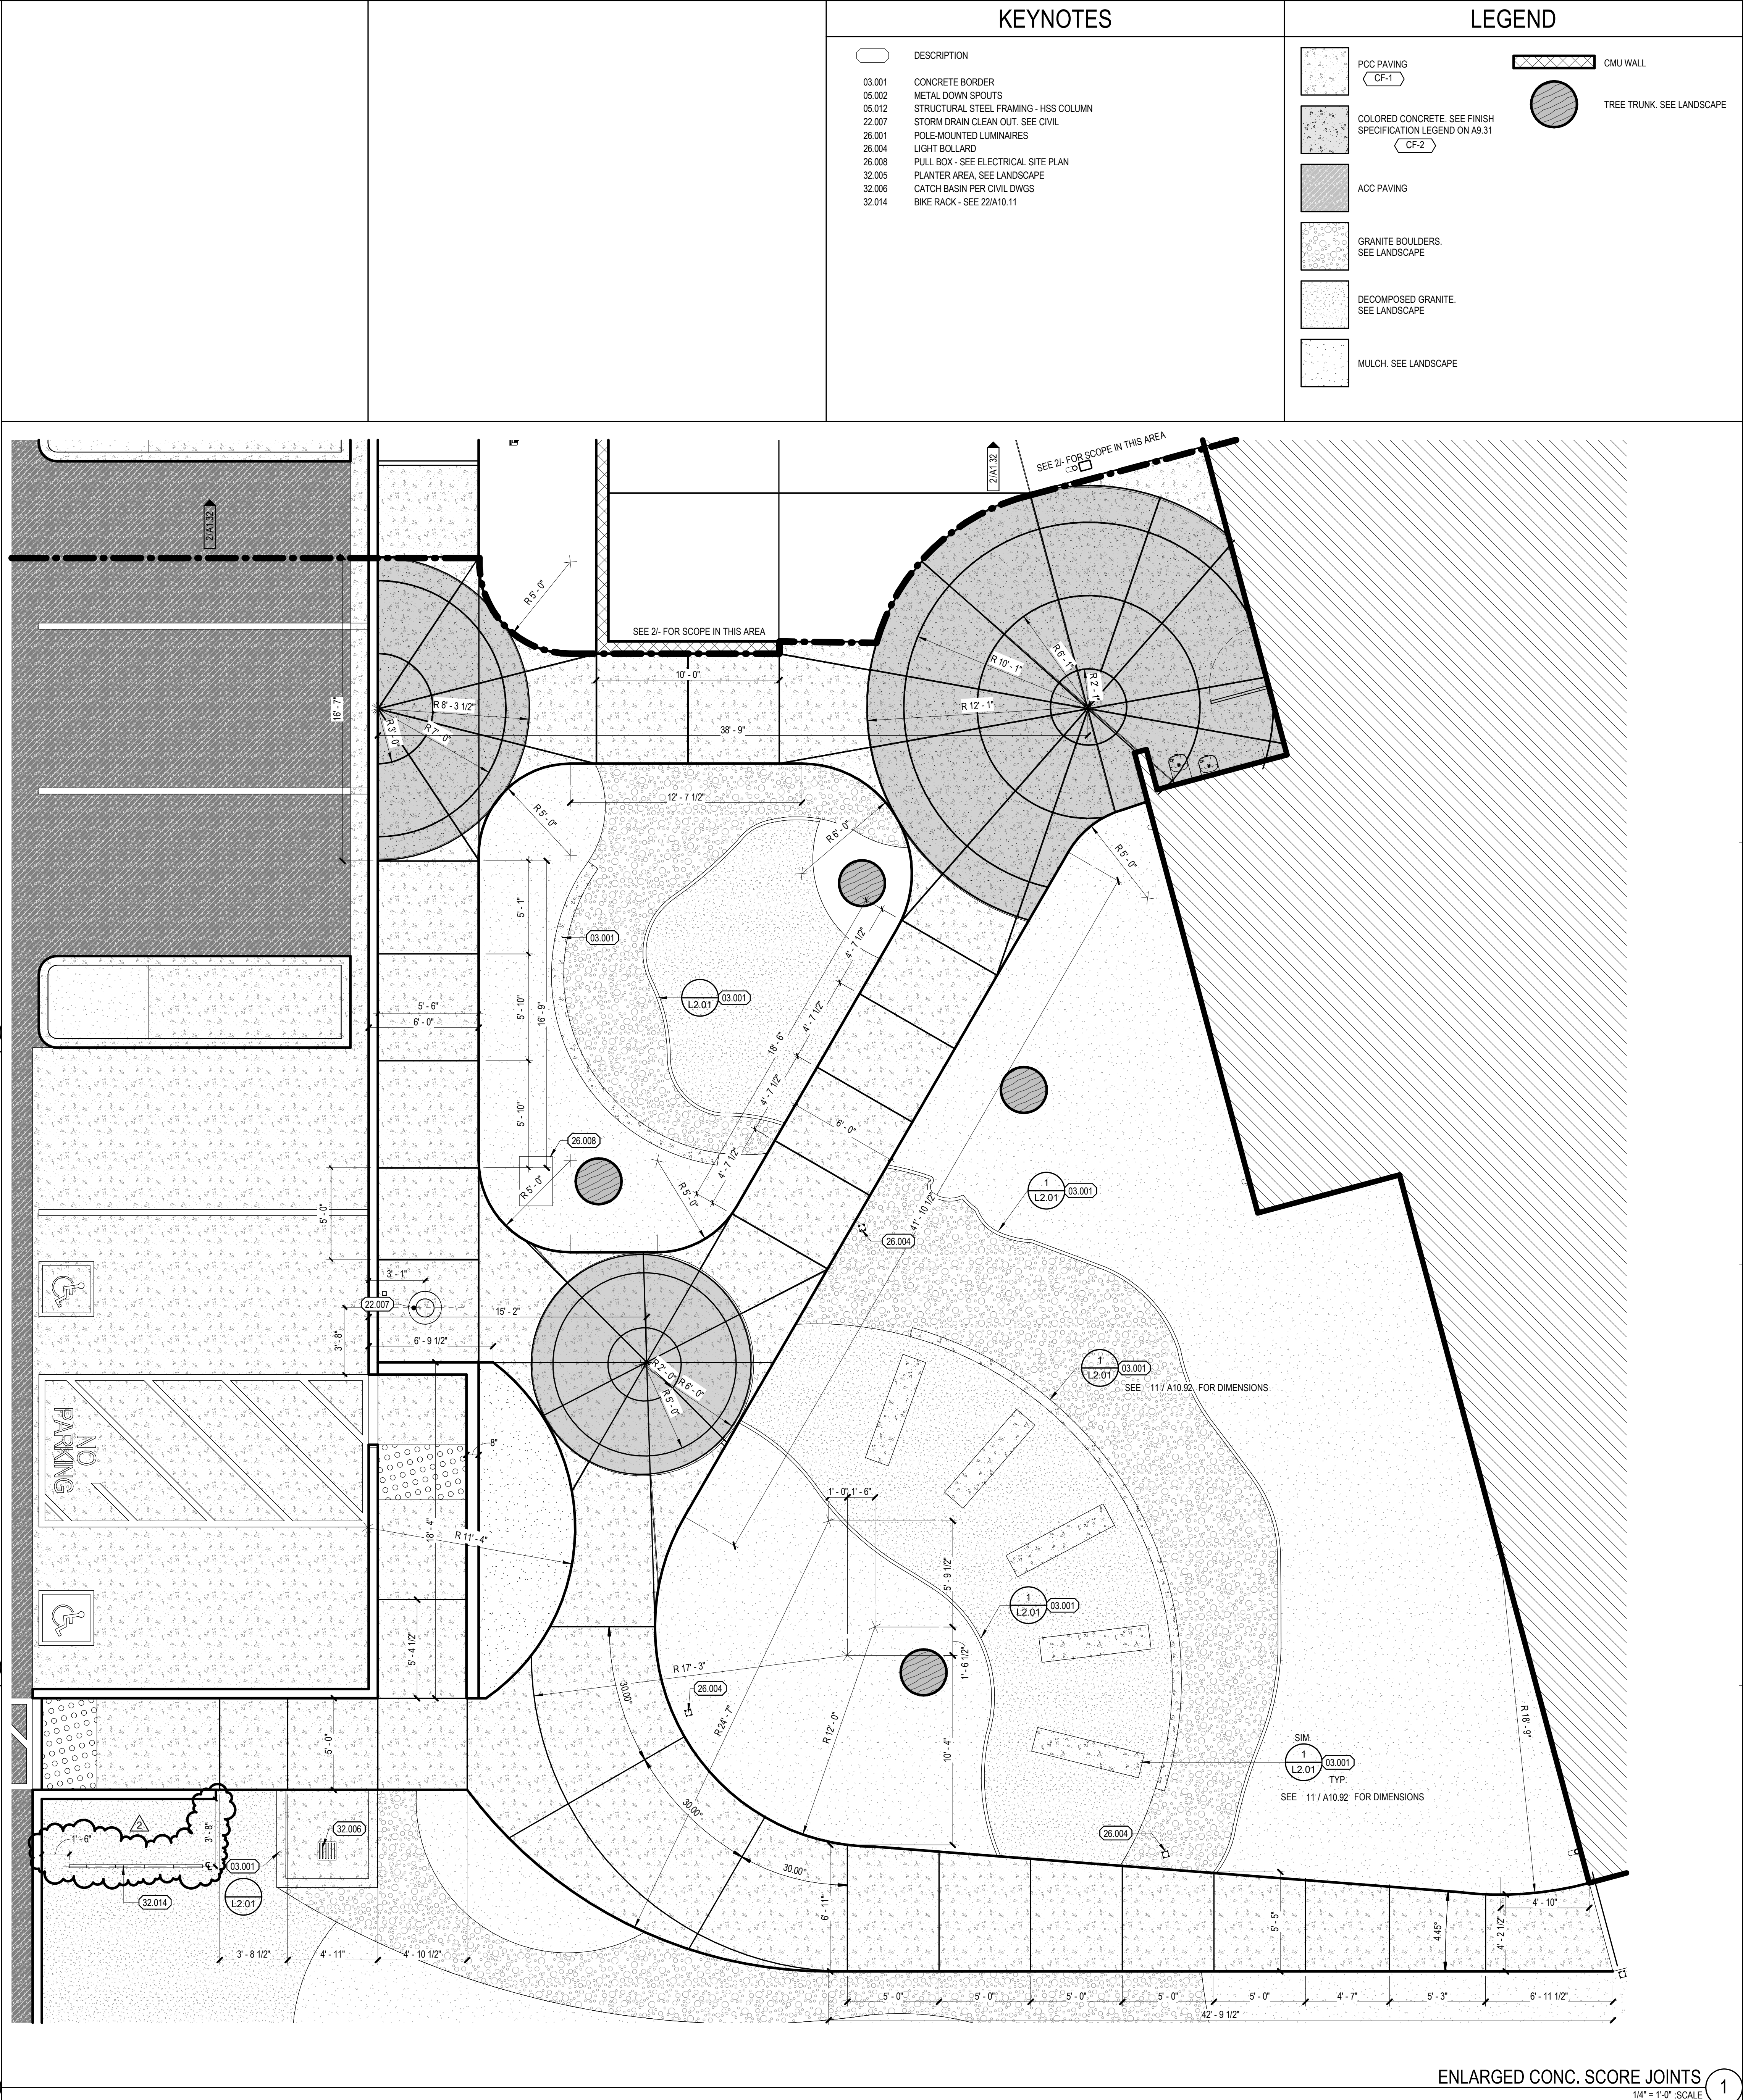 KEYNOTES
DESCRIPTION
03.001 CONCRETE BORDER
05.002 METAL DOWN SPOUTS
05.012 STRUCTURAL STEEL FRAMING - HSS COLUMN
22.007 STORM DRAIN CLEAN OUT. SEE CIVIL
26.001 POLE-MOUNTED LUMINAIRES
26.004 LIGHT BOLLARD
26.008 PULL BOX - SEE ELECTRICAL SITE PLAN
32.005 PLANTER AREA, SEE LANDSCAPE
32.006 CATCH BASIN PER CIVIL DWGS
32.014 BIKE RACK - SEE 22/A10.11
LEGEND
PCC PAVING
CF-1
COLORED CONCRETE. SEE FINISH
SPECIFICATION LEGEND ON A9.31
CF-2
ACC PAVING
GRANITE BOULDERS.
SEE LANDSCAPE
DECOMPOSED GRANITE.
SEE LANDSCAPE
MULCH. SEE LANDSCAPE
CMU WALL
TREE TRUNK. SEE LANDSCAPE
SEE 2/- FOR SCOPE IN THIS AREA
2/A1.32
2/A1.32
R 5' - 0"
SEE 2/- FOR SCOPE IN THIS AREA
10' - 0"
R 6' - 1"
R 10' - 1"
R 2' - 1"
R 12' - 1"
16' - 7"
R 8' - 3 1/2"
R 7' - 0"
R 3' - 0"
38' - 9"
12' - 7 1/2"
R 5' - 0"
R 6' - 0"
R 5' - 0"
5' - 1"
03.001
4' - 7 1/2"
L2.01
03.001
5' - 6"
6' - 0"
5' - 10"
16' - 9"
4' - 7 1/2"
18' - 6"
4' - 7 1/2"
5' - 10"
6' - 0"
26.008
4' - 7 1/2"
R 5' - 0"
R 5' - 0"
1
L2.01
03.001
41' - 10 1/2"
5' - 0"
26.004
3' - 1"
22.007
15' - 2"
3' - 8"
6' - 9 1/2"
R 2' - 0"
R 6' - 0"
R 5' - 0"
1
L2.01
03.001
SEE 11 / A10.92 FOR DIMENSIONS
NO
PARKING
8"
1' - 0"
1' - 6"
18' - 4"
R 11' - 4"
5' - 9 1/2"
1
L2.01
03.001
5' - 4 1/2"
1' - 6 1/2"
R 17' - 3"
26.004
30.00°
R 24' - 7"
R 12' - 0"
10' - 4"
R 18' - 9"
5' - 0"
SIM.
1
L2.01
03.001
TYP.
SEE 11 / A10.92 FOR DIMENSIONS
30.00°
2
1' - 6"
3' - 8"
32.006
26.004
03.001
32.014
L2.01
30.00°
6' - 11"
5' - 5"
4.45°
4' - 2 1/2"
4' - 10"
3' - 8 1/2"
4' - 11"
4' - 10 1/2"
5' - 0"
5' - 0"
5' - 0"
5' - 0"
5' - 0"
4' - 7"
5' - 3"
6' - 11 1/2"
42' - 9 1/2"
ENLARGED CONC. SCORE JOINTS
1
1/4" = 1'-0" :SCALE